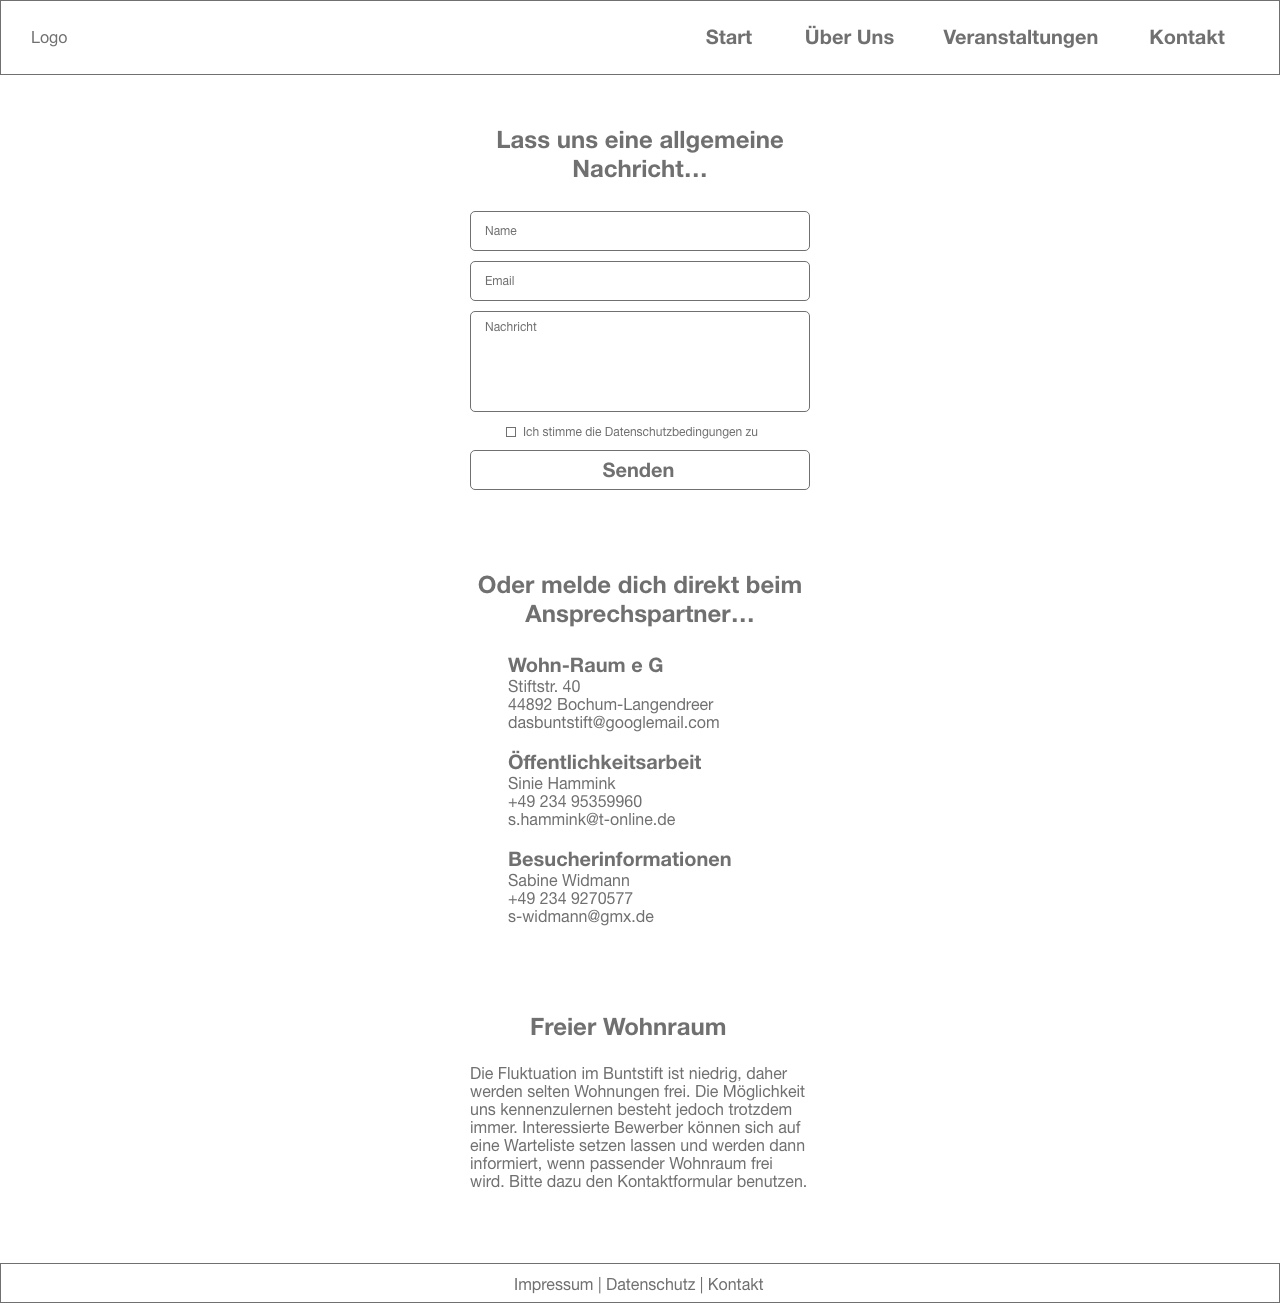 Logo
Start Über Uns Veranstaltungen Kontakt
Lass uns eine allgemeine
Nachricht…
Name
Email
Nachricht
Ich stimme die Datenschutzbedingungen zu
Senden
Oder melde dich direkt beim
Ansprechspartner…
Wohn-Raum e G
Stiftstr. 40
44892 Bochum-Langendreer
dasbuntstift@googlemail.com
Öffentlichkeitsarbeit
Sinie Hammink
+49 234 95359960
s.hammink@t-online.de
Besucherinformationen
Sabine Widmann
+49 234 9270577
s-widmann@gmx.de
Freier Wohnraum
Die Fluktuation im Buntstift ist niedrig, daher
werden selten Wohnungen frei. Die Möglichkeit
uns kennenzulernen besteht jedoch trotzdem
immer. Interessierte Bewerber können sich auf
eine Warteliste setzen lassen und werden dann
informiert, wenn passender Wohnraum frei
wird. Bitte dazu den Kontaktformular benutzen.
Impressum | Datenschutz | Kontakt